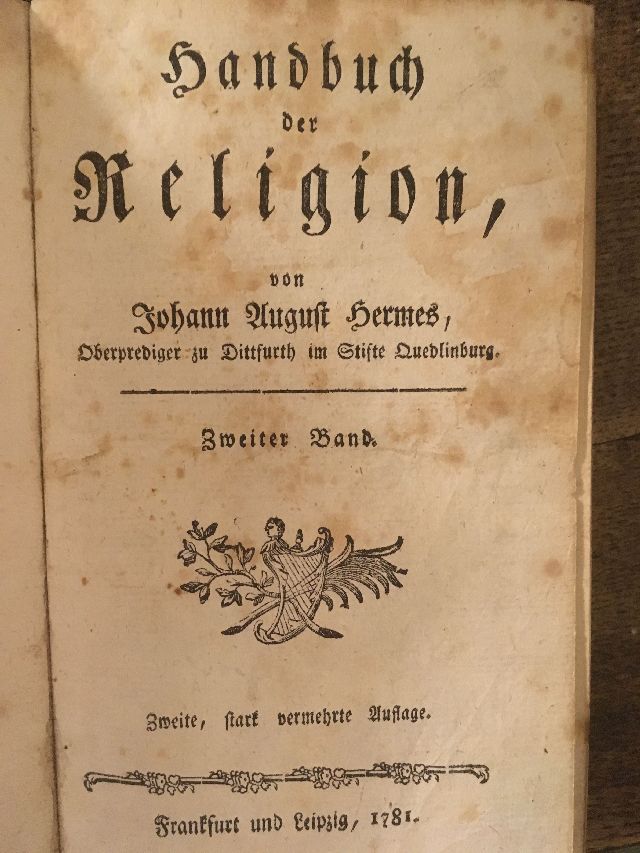 Handbuch
der
Religion,
von
Johann August Hermes,
Oberprediger zu Dittfurth im Stifte Quedlinburg.
Zweiter Band.
Zweite, stark vermehrte Auflage.
Frankfurt und Leipzig, 1781.